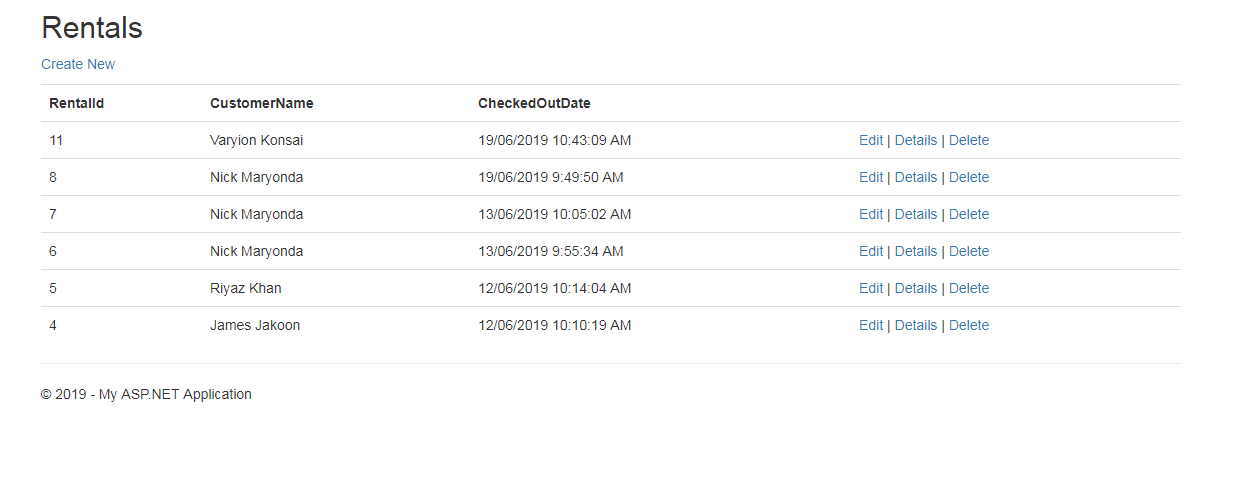 Rentals
Create New
RentalId CustomerName CheckedOutDate
11 Varyion Konsai 19/06/2019 10:43:09 AM Edit | Details | Delete
8 Nick Maryonda 19/06/2019 9:49:50 AM Edit | Details | Delete
7 Nick Maryonda 13/06/2019 10:05:02 AM Edit | Details | Delete
6 Nick Maryonda 13/06/2019 9:55:34 AM Edit | Details | Delete
5 Riyaz Khan 12/06/2019 10:14:04 AM Edit | Details | Delete
4 James Jakoon 12/06/2019 10:10:19 AM Edit | Details | Delete
© 2019 - My ASP.NET Application